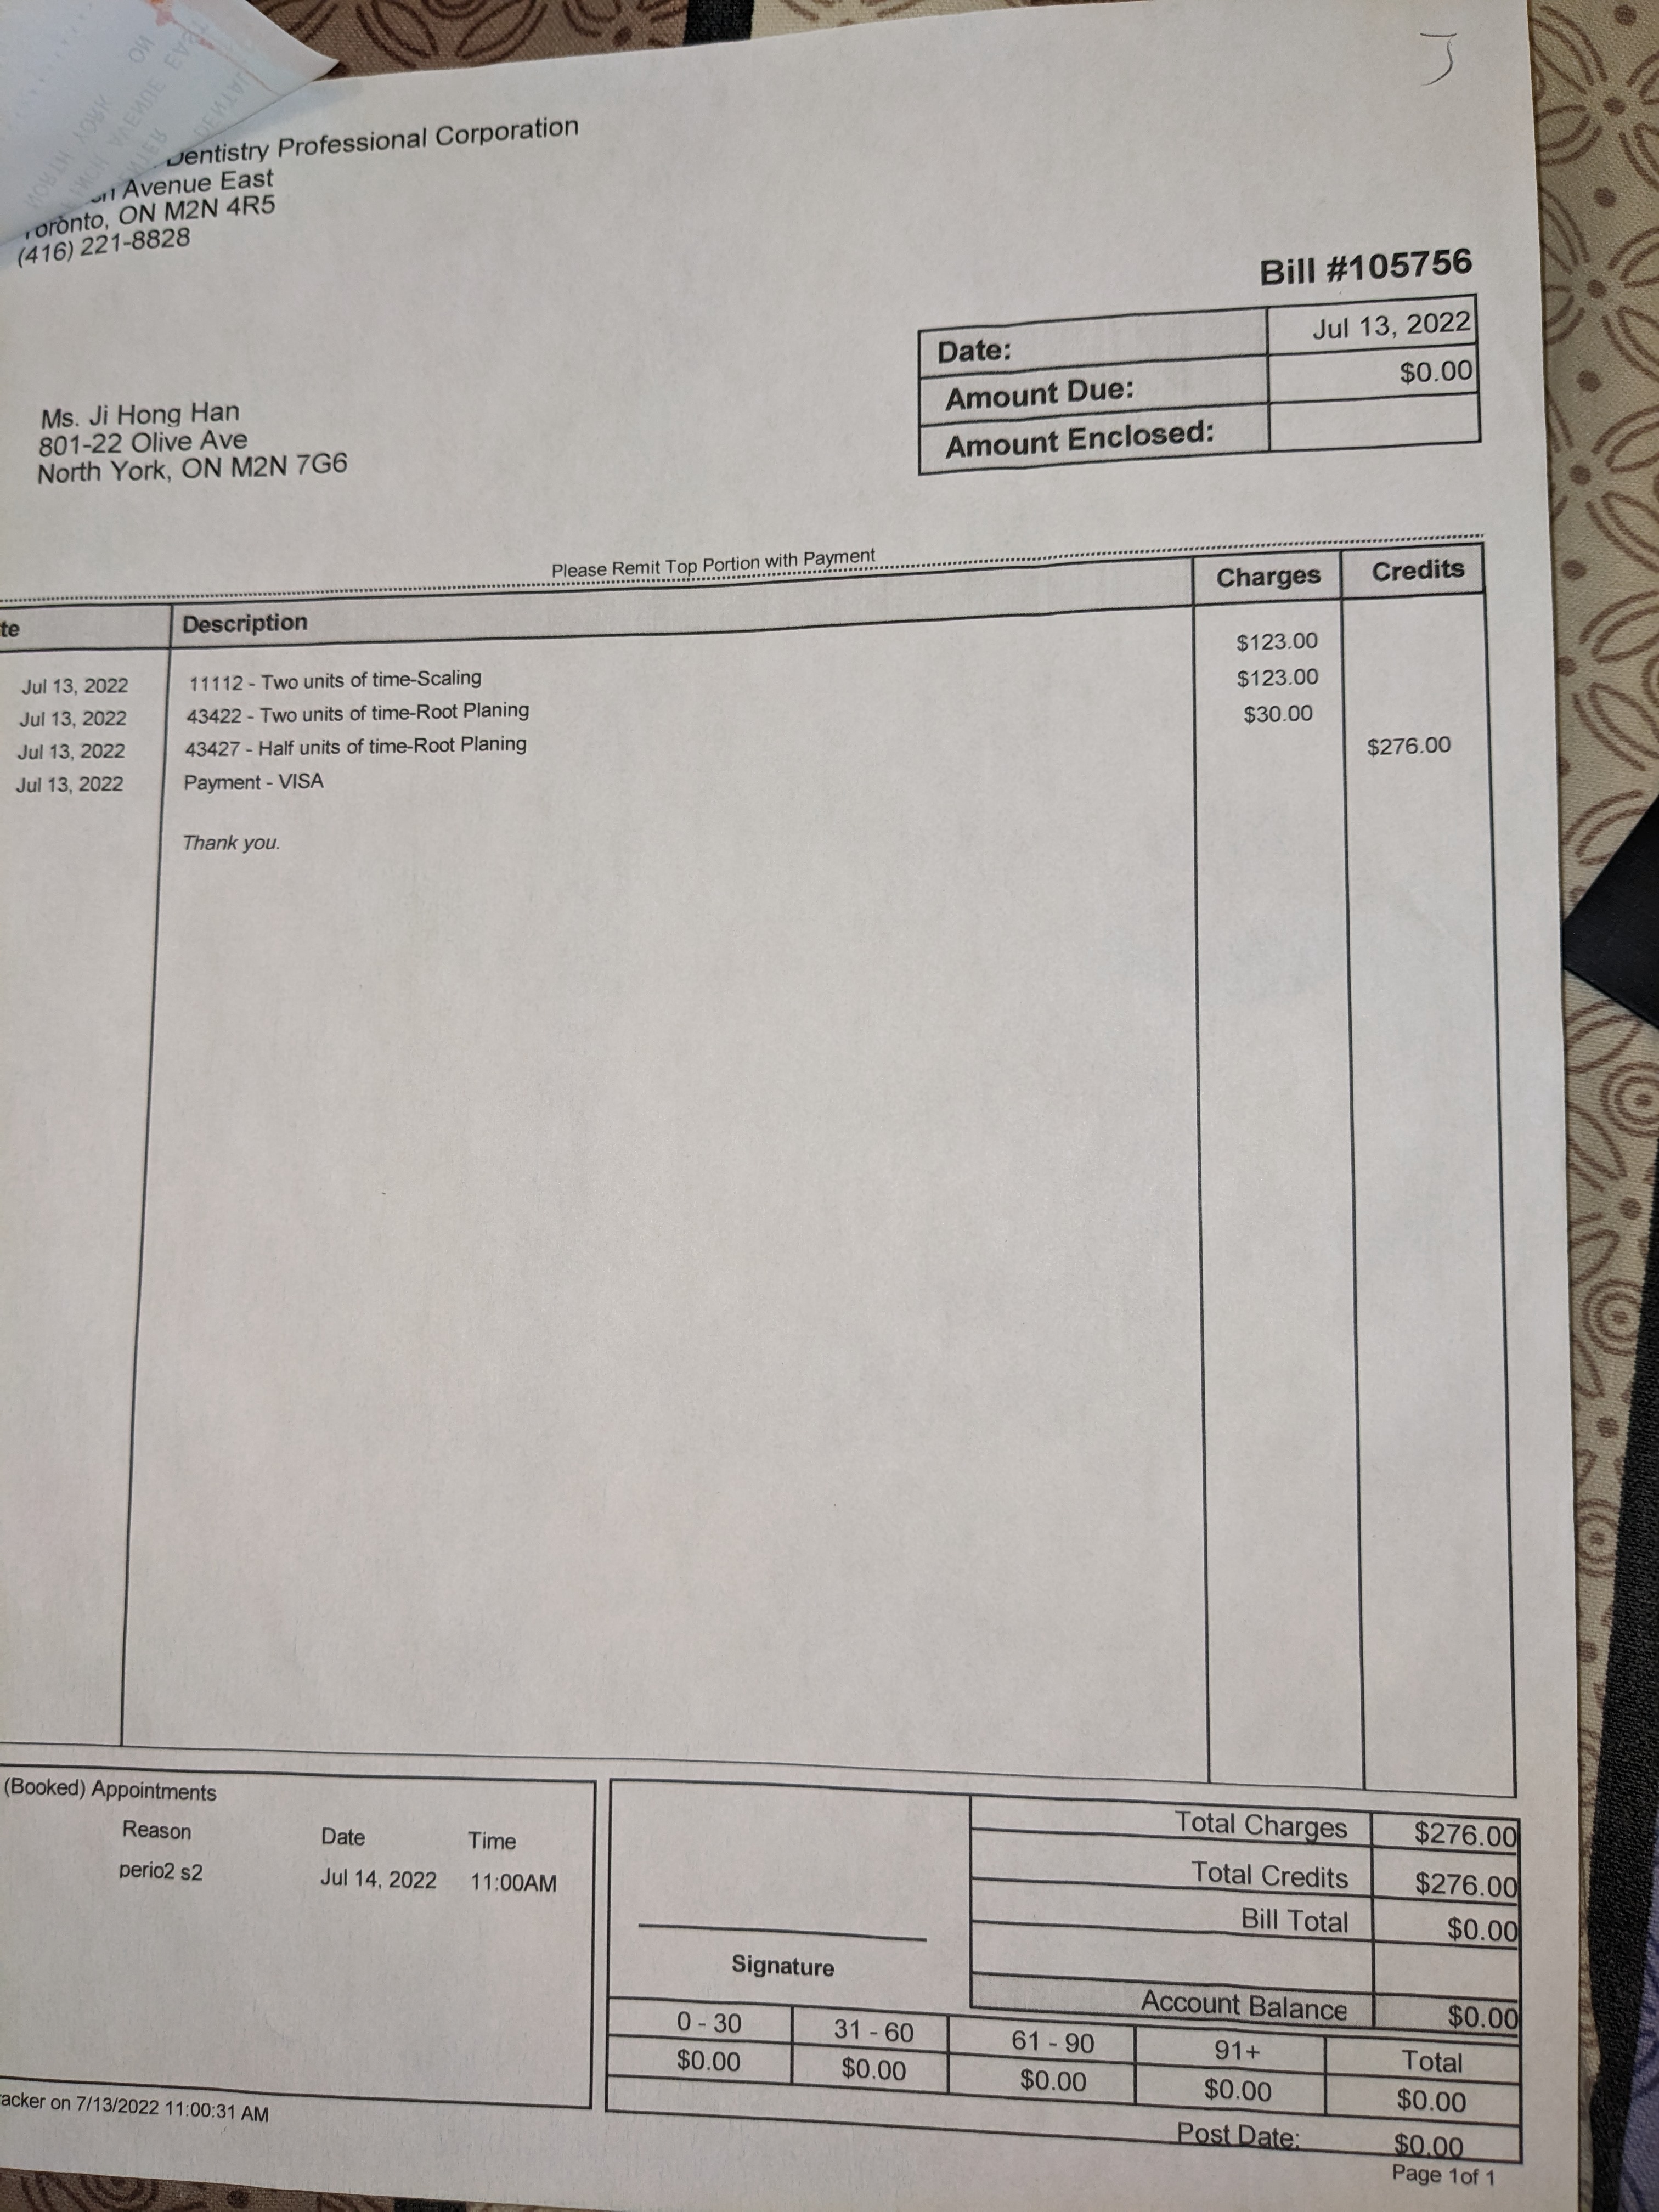 J
Dentistry Professional Corporation
Avenue East
Toronto, ON M2N 4R5
(416) 221-8828
NORTH YORK ON
AVENUE EAST
DENTAL
Bill #105756
Date: Jul 13, 2022
Amount Due: $0.00
Amount Enclosed:
Ms. Ji Hong Han
801-22 Olive Ave
North York, ON M2N 7G6
Please Remit Top Portion with Payment
te Description Charges Credits
Jul 13, 2022 11112 - Two units of time-Scaling $123.00
Jul 13, 2022 43422 - Two units of time-Root Planing $123.00
Jul 13, 2022 43427 - Half units of time-Root Planing $30.00
Jul 13, 2022 Payment - VISA $276.00
Thank you.
(Booked) Appointments
Reason Date Time
perio2 s2 Jul 14, 2022 11:00AM
Signature
Total Charges $276.00
Total Credits $276.00
Bill Total $0.00
Account Balance $0.00
0 - 30 31 - 60 61 - 90 91+ Total
$0.00 $0.00 $0.00 $0.00 $0.00
Post Date: $0.00
acker on 7/13/2022 11:00:31 AM
Page 1of 1